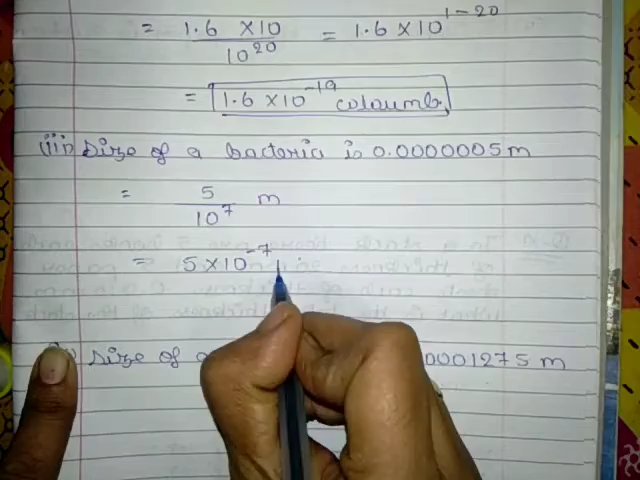 = 1.6 ×10 / 10^20 = 1.6 ×10^1-20
= 1.6 ×10^-19 coloumb.
(iii) Size of a bacteria is 0.0000005 m
= 5 / 10^7 m
= 5×10^-7
Size of a 0001275 m